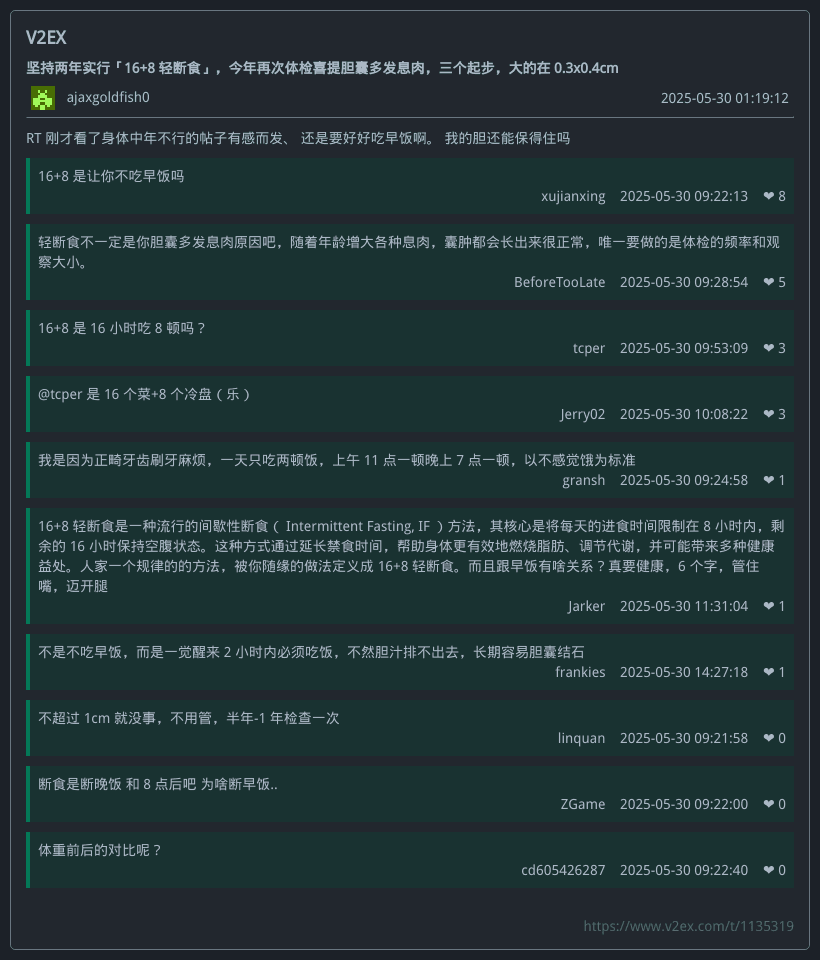 V2EX
坚持两年实行「 16+8 轻断食 」，今年再次体检喜提胆囊多发息肉，三个起步，大的在 0.3x0.4cm
ajaxgoldfish0
2025-05-30 01:19:12
RT 刚才看了身体中年不行的帖子有感而发、 还是要好好吃早饭啊。 我的胆还能保得住吗
16+8 是让你不吃早饭吗
xujianxing 2025-05-30 09:22:13 ❤ 8
轻断食不一定是你胆囊多发息肉原因吧，随着年龄增大各种息肉，囊肿都会长出来很正常，唯一要做的是体检的频率和观
察大小。
BeforeTooLate 2025-05-30 09:28:54 ❤ 5
16+8 是 16 小时吃 8 顿吗？
tcper 2025-05-30 09:53:09 ❤ 3
@tcper 是 16 个菜+8 个冷盘（ 乐 ）
Jerry02 2025-05-30 10:08:22 ❤ 3
我是因为正畸牙齿刷牙麻烦，一天只吃两顿饭，上午 11 点一顿晚上 7 点一顿，以不感觉饿为标准
gransh 2025-05-30 09:24:58 ❤ 1
16+8 轻断食是一种流行的间歇性断食（ Intermittent Fasting, IF ）方法，其核心是将每天的进食时间限制在 8 小时内，剩
余的 16 小时保持空腹状态。这种方式通过延长禁食时间，帮助身体更有效地燃烧脂肪、调节代谢，并可能带来多种健康
益处。人家一个规律的的方法，被你随缘的做法定义成 16+8 轻断食。而且跟早饭有啥关系？真要健康，6 个字，管住
嘴，迈开腿
Jarker 2025-05-30 11:31:04 ❤ 1
不是不吃早饭，而是一觉醒来 2 小时内必须吃饭，不然胆汁排不出去，长期容易胆囊结石
frankies 2025-05-30 14:27:18 ❤ 1
不超过 1cm 就没事，不用管，半年-1 年检查一次
linquan 2025-05-30 09:21:58 ❤ 0
断食是断晚饭 和 8 点后吧 为啥断早饭..
ZGame 2025-05-30 09:22:00 ❤ 0
体重前后的对比呢？
cd605426287 2025-05-30 09:22:40 ❤ 0
https://www.v2ex.com/t/1135319